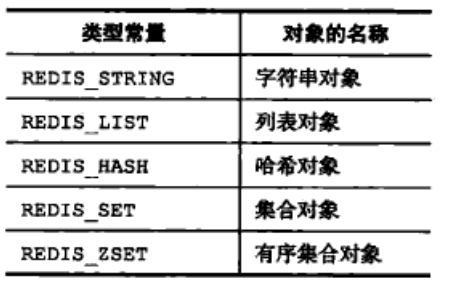 类型常量 对象的名称
REDIS_STRING 字符串对象
REDIS_LIST 列表对象
REDIS_HASH 哈希对象
REDIS_SET 集合对象
REDIS_ZSET 有序集合对象